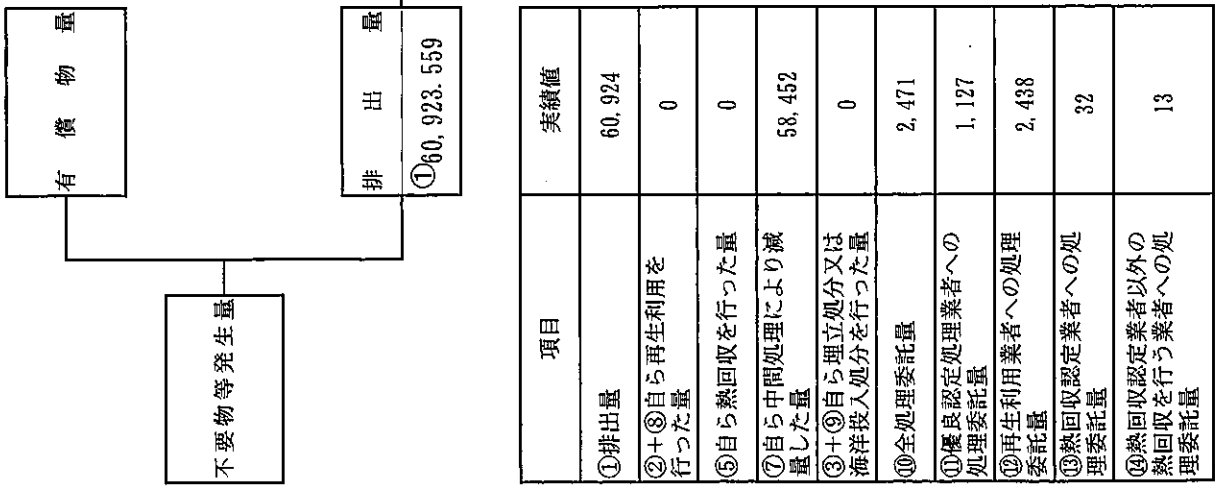 有償物量
不要物等発生量
排出量
①60,923.559
項目 実績値
①排出量 60,924
②+⑧自ら再生利用を
行った量 0
⑤自ら熱回収を行った量 0
⑦自ら中間処理により減
量した量 58,452
③+⑨自ら埋立処分又は
海洋投入処分を行った量 0
⑩全処理委託量 2,471
⑪優良認定処理業者への
処理委託量 1,127
⑫再生利用業者への処理
委託量 2,438
⑬熱回収認定業者への処
理委託量 32
⑭熱回収認定業者以外の
熱回収を行う業者への処
理委託量 13